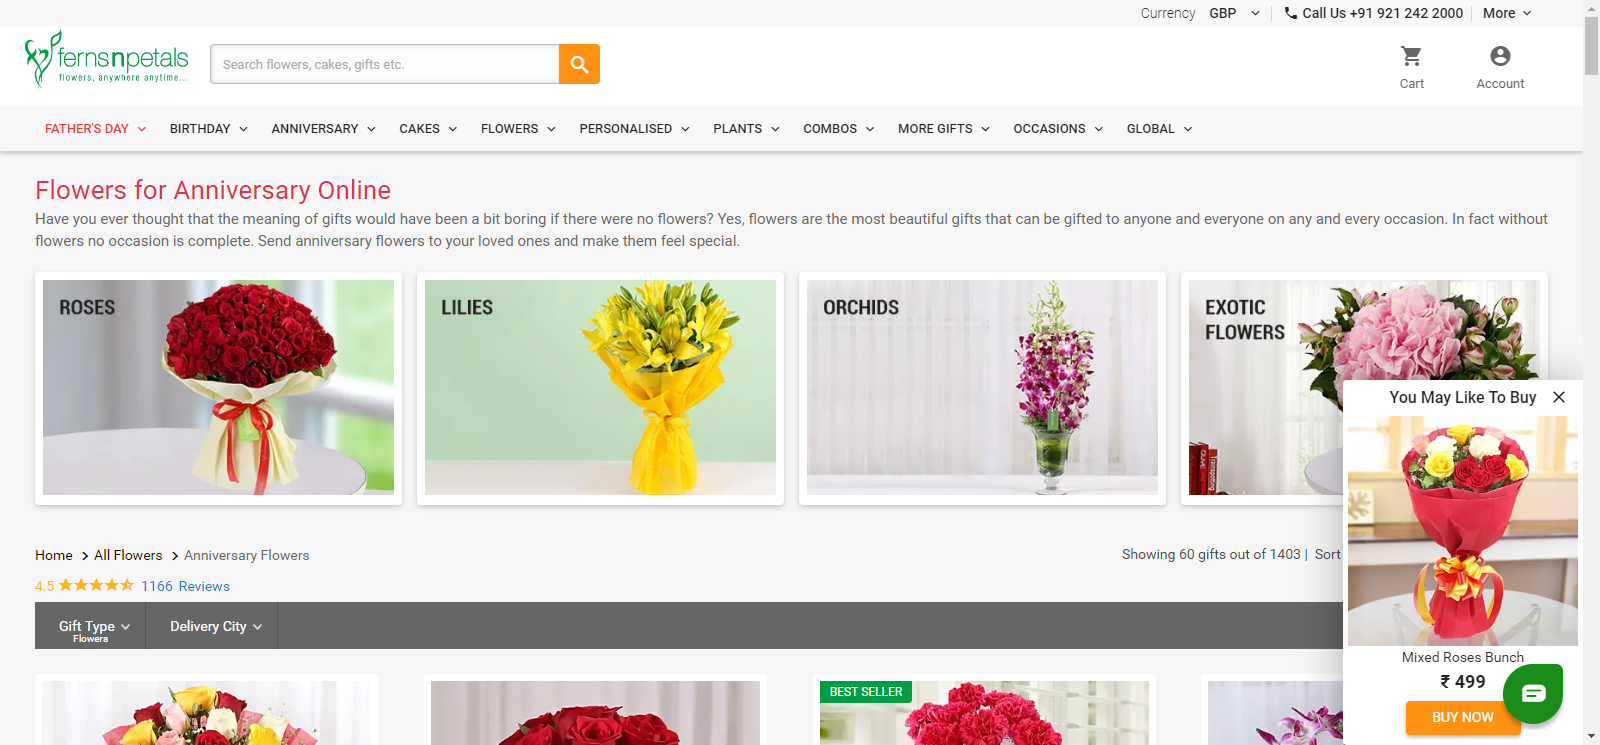 Currency GBP Call Us +91 921 242 2000 More
fernsnpetals
flowers, anywhere anytime...
Search flowers, cakes, gifts etc.
Cart
Account
FATHER'S DAY BIRTHDAY ANNIVERSARY CAKES FLOWERS PERSONALISED PLANTS COMBOS MORE GIFTS OCCASIONS GLOBAL
Flowers for Anniversary Online
Have you ever thought that the meaning of gifts would have been a bit boring if there were no flowers? Yes, flowers are the most beautiful gifts that can be gifted to anyone and everyone on any and every occasion. In fact without
flowers no occasion is complete. Send anniversary flowers to your loved ones and make them feel special.
ROSES
LILIES
ORCHIDS
EXOTIC
FLOWERS
You May Like To Buy
Home All Flowers Anniversary Flowers
Showing 60 gifts out of 1403 | Sort
4.5 1166 Reviews
Gift Type
Flowers
Delivery City
Mixed Roses Bunch
₹ 499
BUY NOW
BEST SELLER